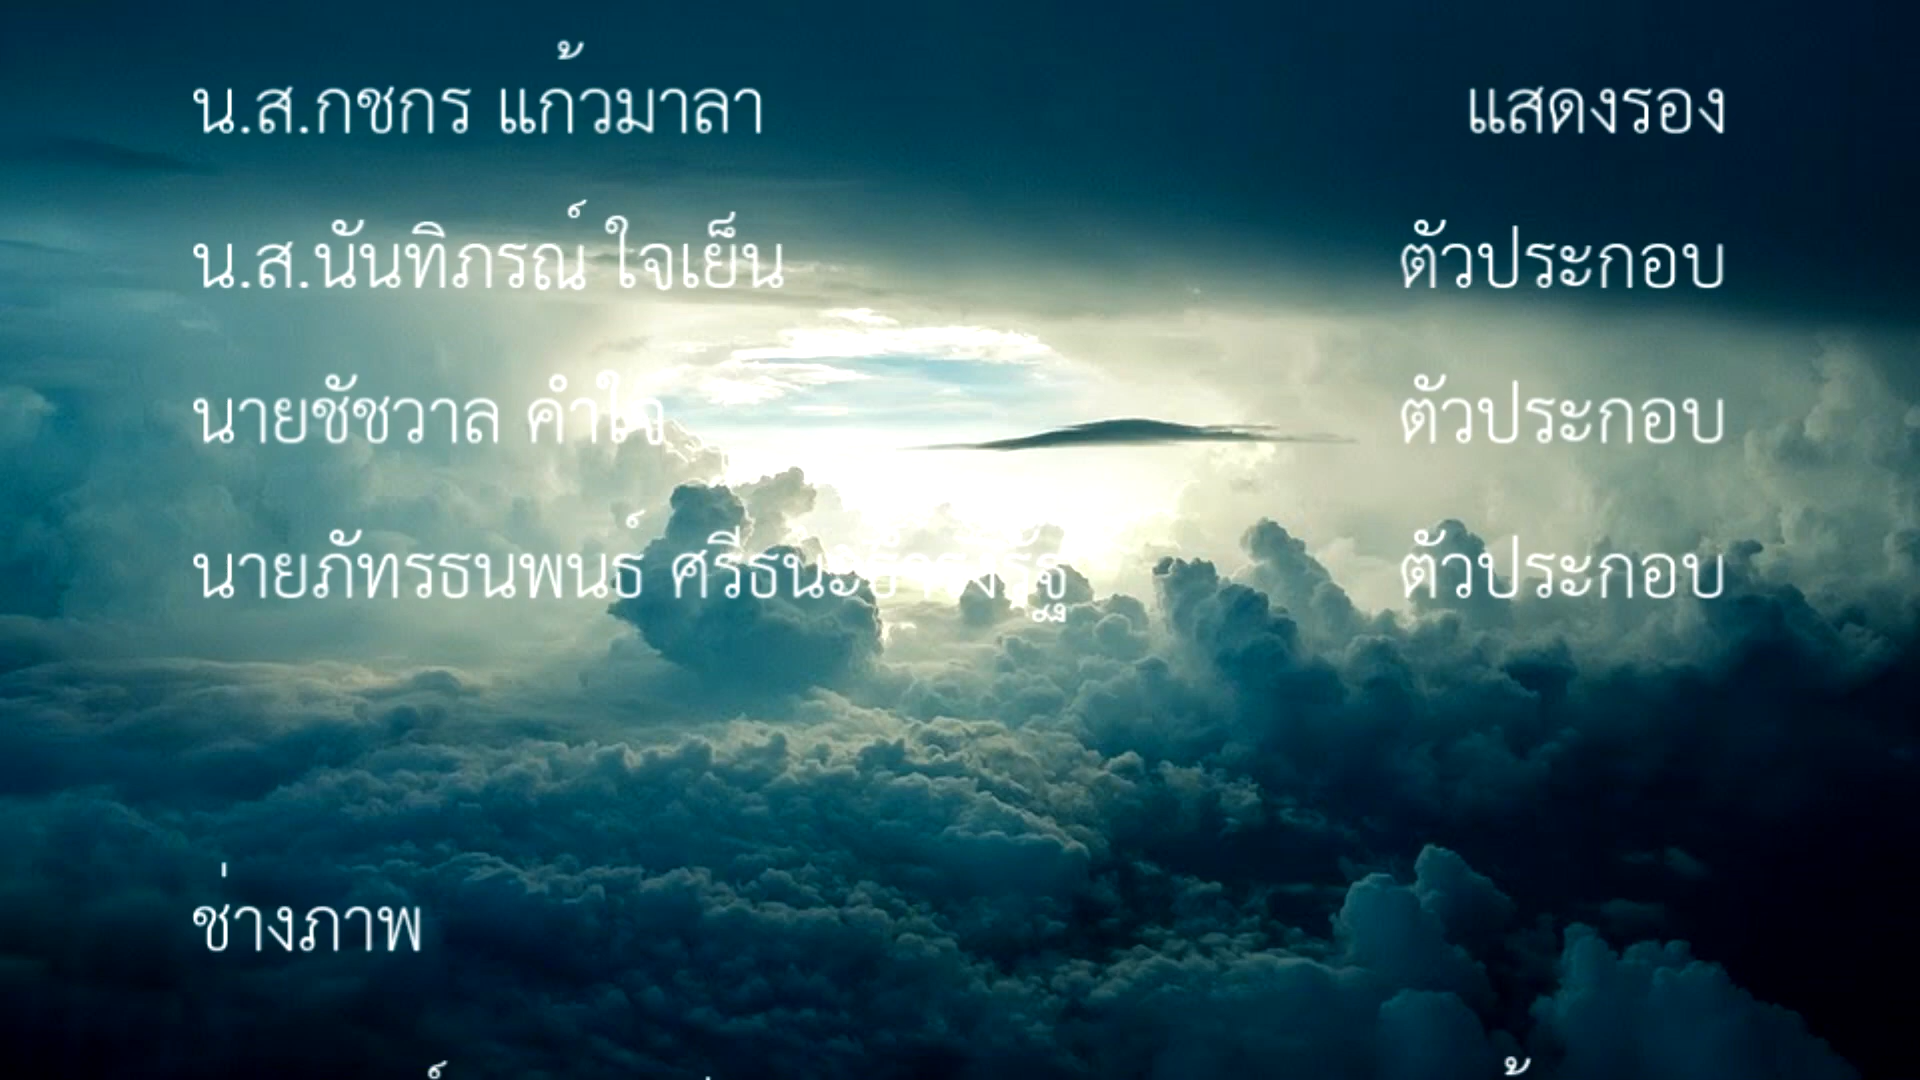 น.ส.กชกร แก้วมาลา แสดงรอง
น.ส.นันทิภรณ์ ใจเย็น ตัวประกอบ
นายชัชวาล คำใจ ตัวประกอบ
นายภัทรธนพนธ์ ตัวประกอบ
ช่างภาพ